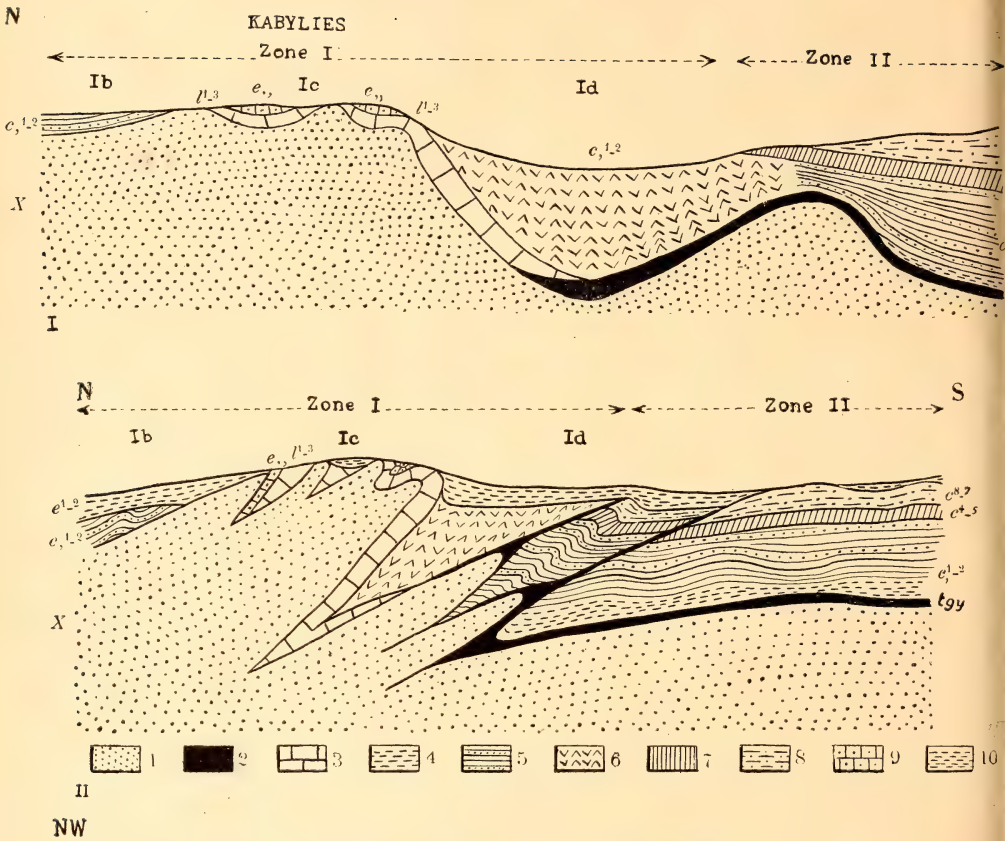 N
KABYLIES
Zone I Zone II
Ib l¹-³ e,, Ic e,, l¹-³ Id
c,¹-² c,¹-²
X
I
N S
Zone I Zone II
Ib e,, l¹-³ Ic Id
e¹-² c⁸-⁷
c,¹-² c⁴-⁵
c,¹-²
X tgy
1 2 3 4 5 6 7 8 9 10
II
NW